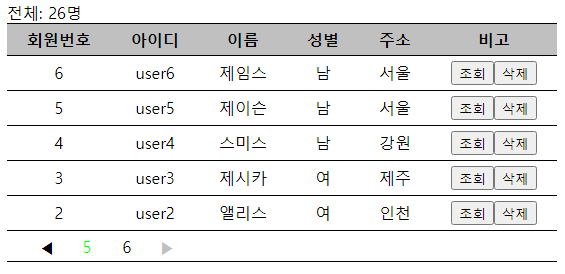 전체: 26명
회원번호 아이디 이름 성별 주소 비고
6 user6 제임스 남 서울 조회 삭제
5 user5 제이슨 남 서울 조회 삭제
4 user4 스미스 남 강원 조회 삭제
3 user3 제시카 여 제주 조회 삭제
2 user2 앨리스 여 인천 조회 삭제
◀ 5 6 ▶